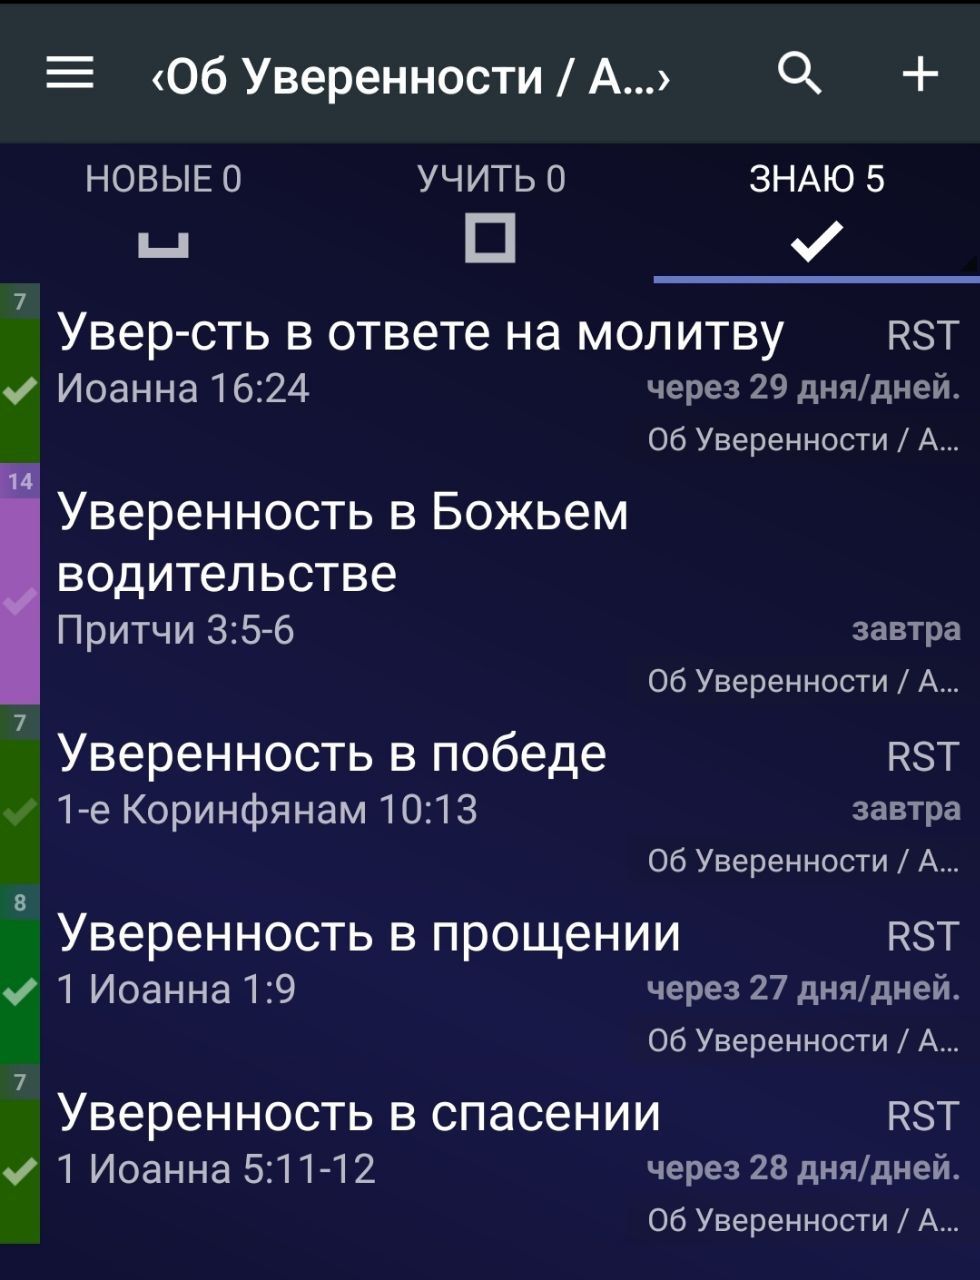 ‹Об Уверенности / А...›
НОВЫЕ 0 УЧИТЬ 0 ЗНАЮ 5
7
Увер-сть в ответе на молитву RST
Иоанна 16:24 через 29 дня/дней.
Об Уверенности / А...
14
Уверенность в Божьем
водительстве
Притчи 3:5-6 завтра
Об Уверенности / А...
7
Уверенность в победе RST
1-е Коринфянам 10:13 завтра
Об Уверенности / А...
8
Уверенность в прощении RST
1 Иоанна 1:9 через 27 дня/дней.
Об Уверенности / А...
7
Уверенность в спасении RST
1 Иоанна 5:11-12 через 28 дня/дней.
Об Уверенности / А...